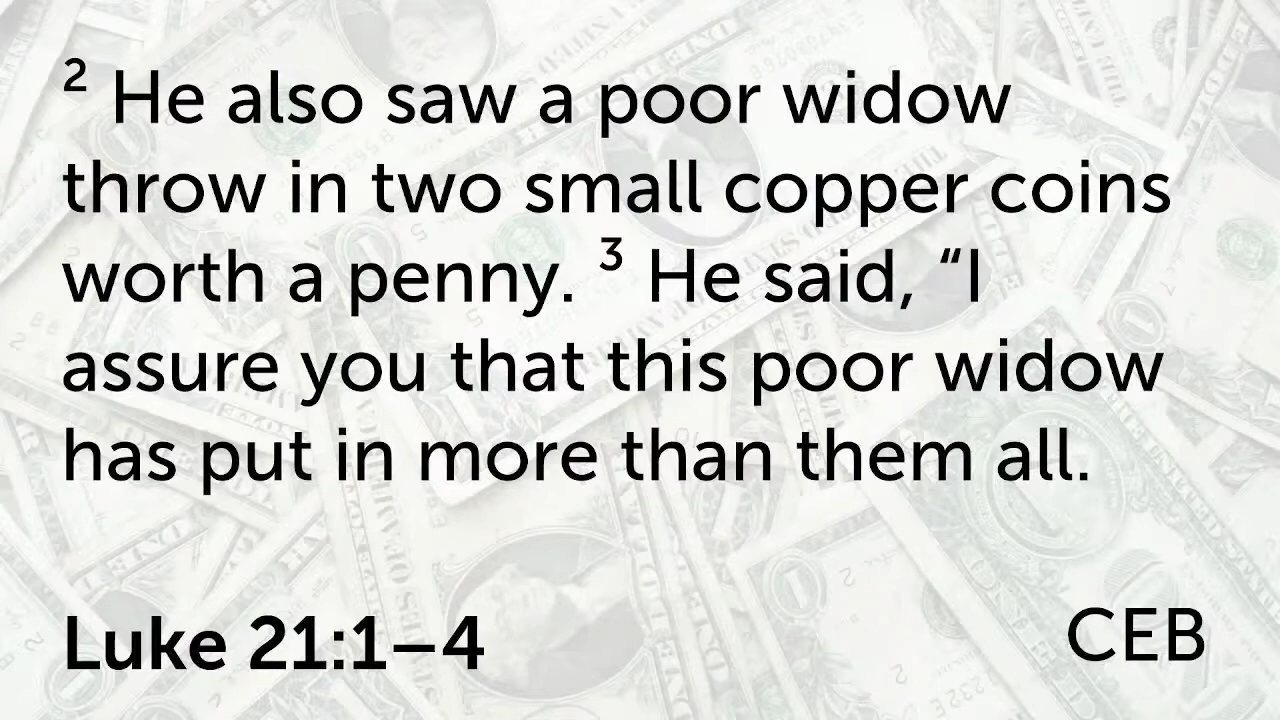 ² He also saw a poor widow
throw in two small copper coins
worth a penny. ³ He said, “I
assure you that this poor widow
has put in more than them all.
Luke 21:1–4
CEB